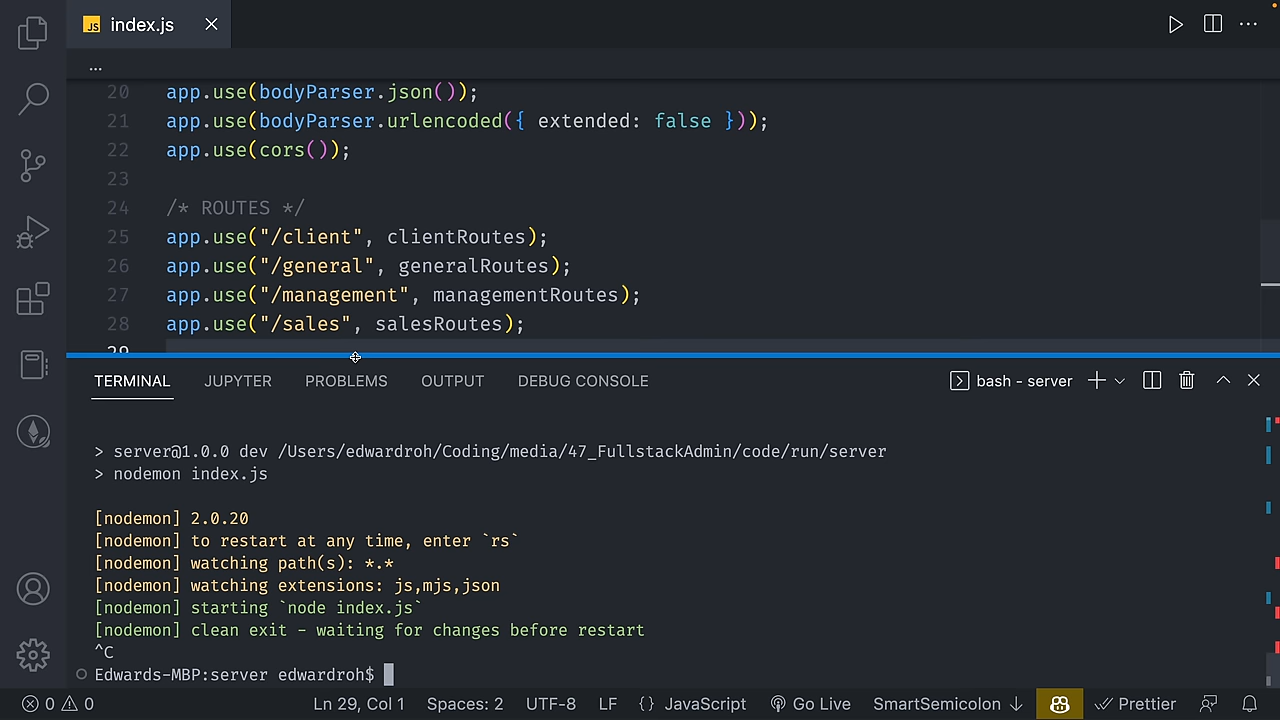 JS index.js
...
20 app.use(bodyParser.json());
21 app.use(bodyParser.urlencoded({ extended: false }));
22 app.use(cors());
23
24 /* ROUTES */
25 app.use("/client", clientRoutes);
26 app.use("/general", generalRoutes);
27 app.use("/management", managementRoutes);
28 app.use("/sales", salesRoutes);
29
TERMINAL JUPYTER PROBLEMS OUTPUT DEBUG CONSOLE bash - server
> server@1.0.0 dev /Users/edwardroh/Coding/media/47_FullstackAdmin/code/run/server
> nodemon index.js
[nodemon] 2.0.20
[nodemon] to restart at any time, enter `rs`
[nodemon] watching path(s): *.*
[nodemon] watching extensions: js,mjs,json
[nodemon] starting `node index.js`
[nodemon] clean exit - waiting for changes before restart
^C
Edwards-MBP:server edwardroh$
0 0 Ln 29, Col 1 Spaces: 2 UTF-8 LF {} JavaScript Go Live SmartSemicolon ↓ Prettier